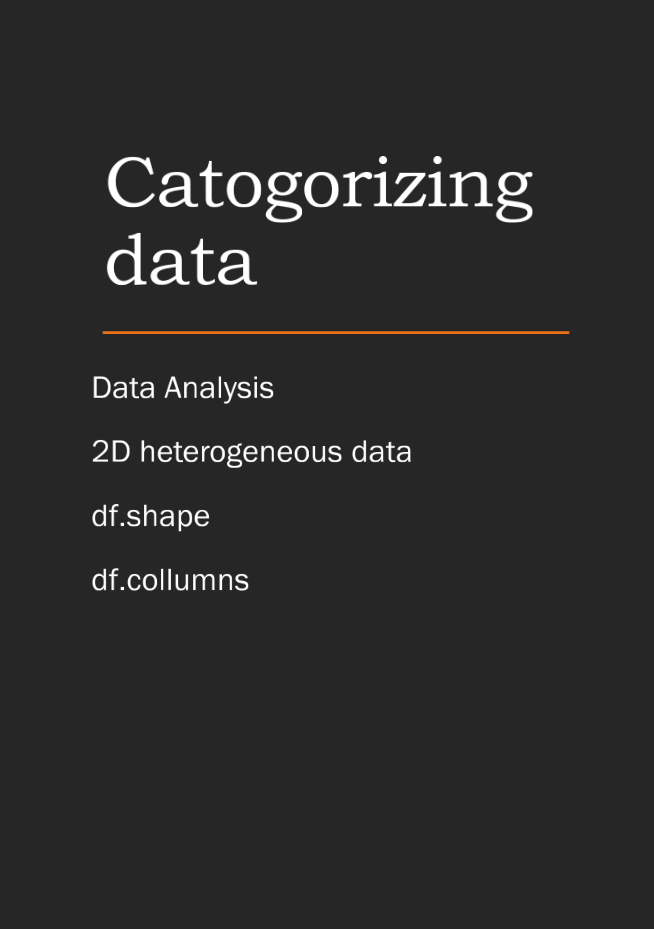 Catogorizing
data
Data Analysis
2D heterogeneous data
df.shape
df.collumns